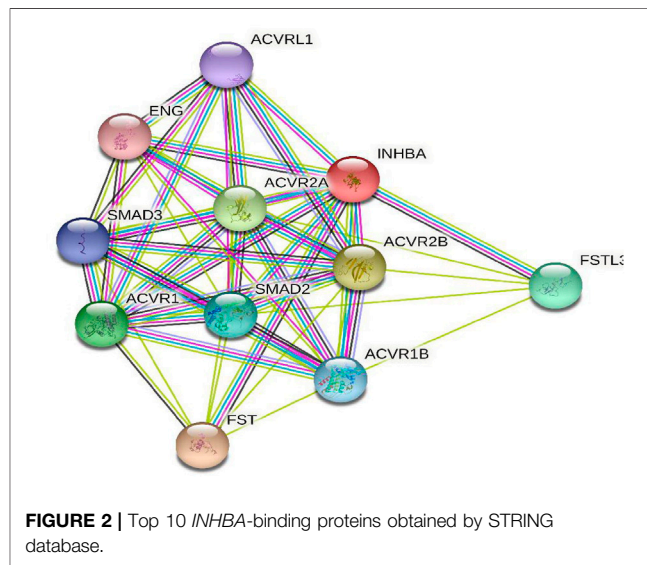 ACVRL1
ENG
INHBA
ACVR2A
SMAD3
ACVR2B
FSTL3
ACVR1
SMAD2
ACVR1B
FST
FIGURE 2 | Top 10 INHBA-binding proteins obtained by STRING
database.